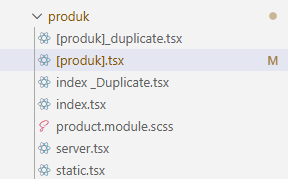 produk
[produk]_duplicate.tsx
[produk].tsx M
index _Duplicate.tsx
index.tsx
product.module.scss
server.tsx
static.tsx